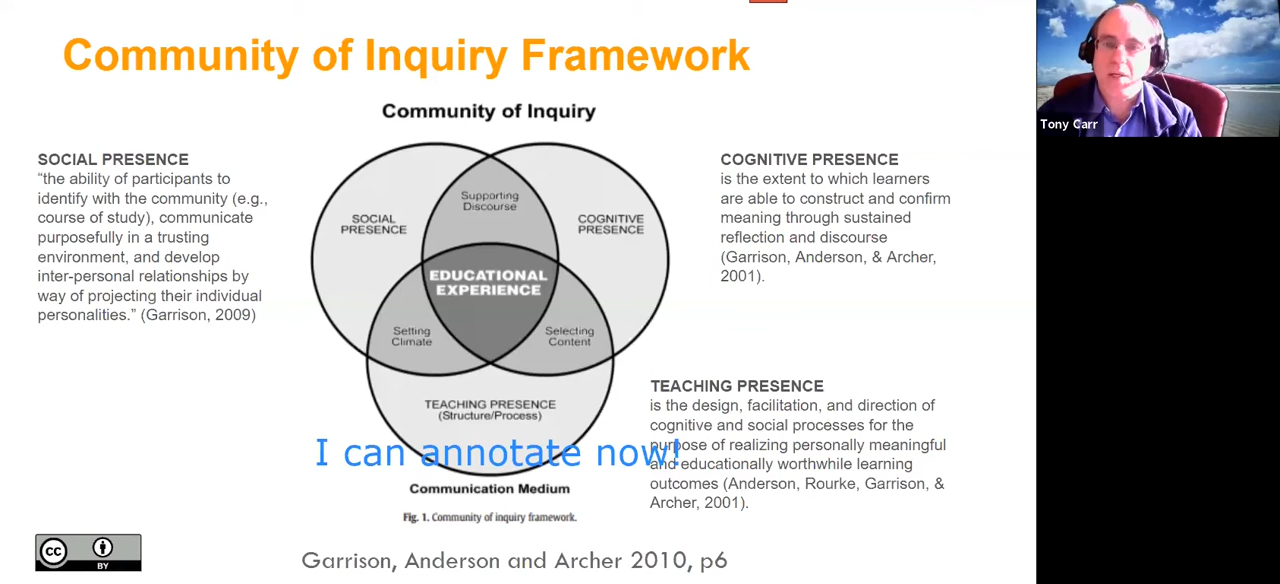 Community of Inquiry Framework
Community of Inquiry
SOCIAL PRESENCE
“the ability of participants to
identify with the community (e.g.,
course of study), communicate
purposefully in a trusting
environment, and develop
inter-personal relationships by
way of projecting their individual
personalities.” (Garrison, 2009)
SOCIAL
PRESENCE
Supporting
Discourse
COGNITIVE
PRESENCE
EDUCATIONAL
EXPERIENCE
Setting
Climate
Selecting
Content
TEACHING PRESENCE
(Structure/Process)
I can annotate now!
Communication Medium
Fig. 1. Community of inquiry framework.
COGNITIVE PRESENCE
is the extent to which learners
are able to construct and confirm
meaning through sustained
reflection and discourse
(Garrison, Anderson, & Archer,
2001).
TEACHING PRESENCE
is the design, facilitation, and direction of
cognitive and social processes for the
purpose of realizing personally meaningful
and educationally worthwhile learning
outcomes (Anderson, Rourke, Garrison, &
Archer, 2001).
cc
BY
Garrison, Anderson and Archer 2010, p6
Tony Carr